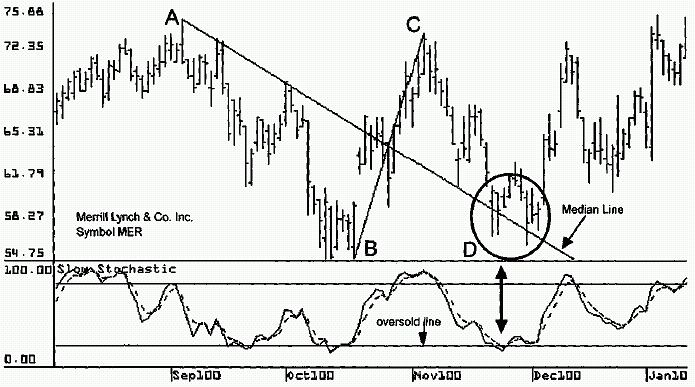 75.88
A
C
72.35
68.83
65.31
61.79
58.27
54.75
Merrill Lynch & Co. Inc.
Symbol MER
B
D
Median Line
100.00 Slow Stochastic
oversold line
0.00
Sep100 Oct100 Nov100 Dec100 Jan10